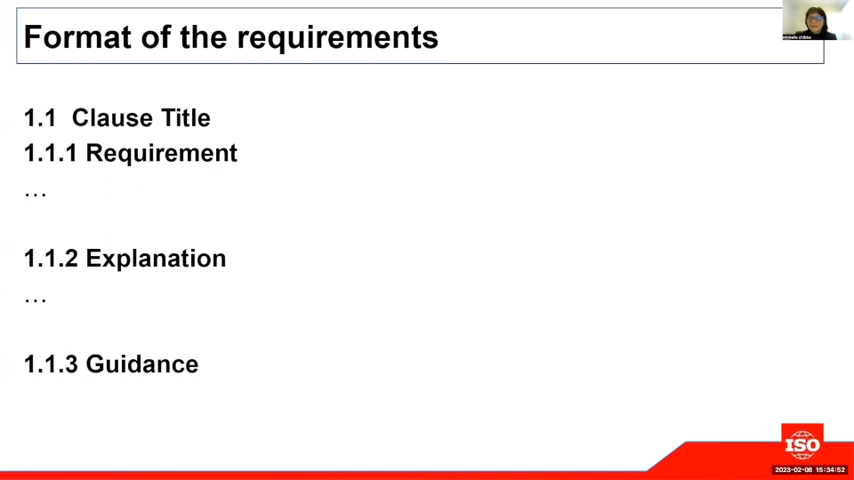 Format of the requirements
1.1 Clause Title
1.1.1 Requirement
...
1.1.2 Explanation
...
1.1.3 Guidance
ISO
2023-02-08 15:34:52